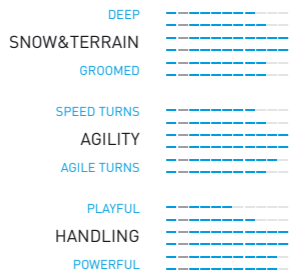 DEEP
SNOW&TERRAIN
GROOMED
SPEED TURNS
AGILITY
AGILE TURNS
PLAYFUL
HANDLING
POWERFUL